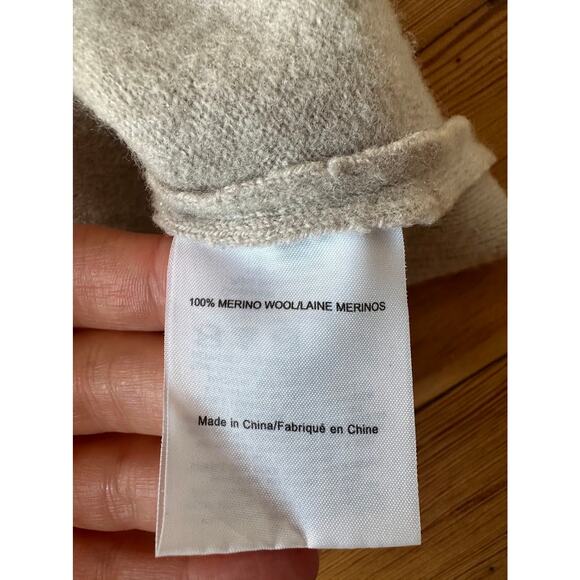 100% MERINO WOOL/LAINE MERINOS
Made in China/Fabriqué en Chine